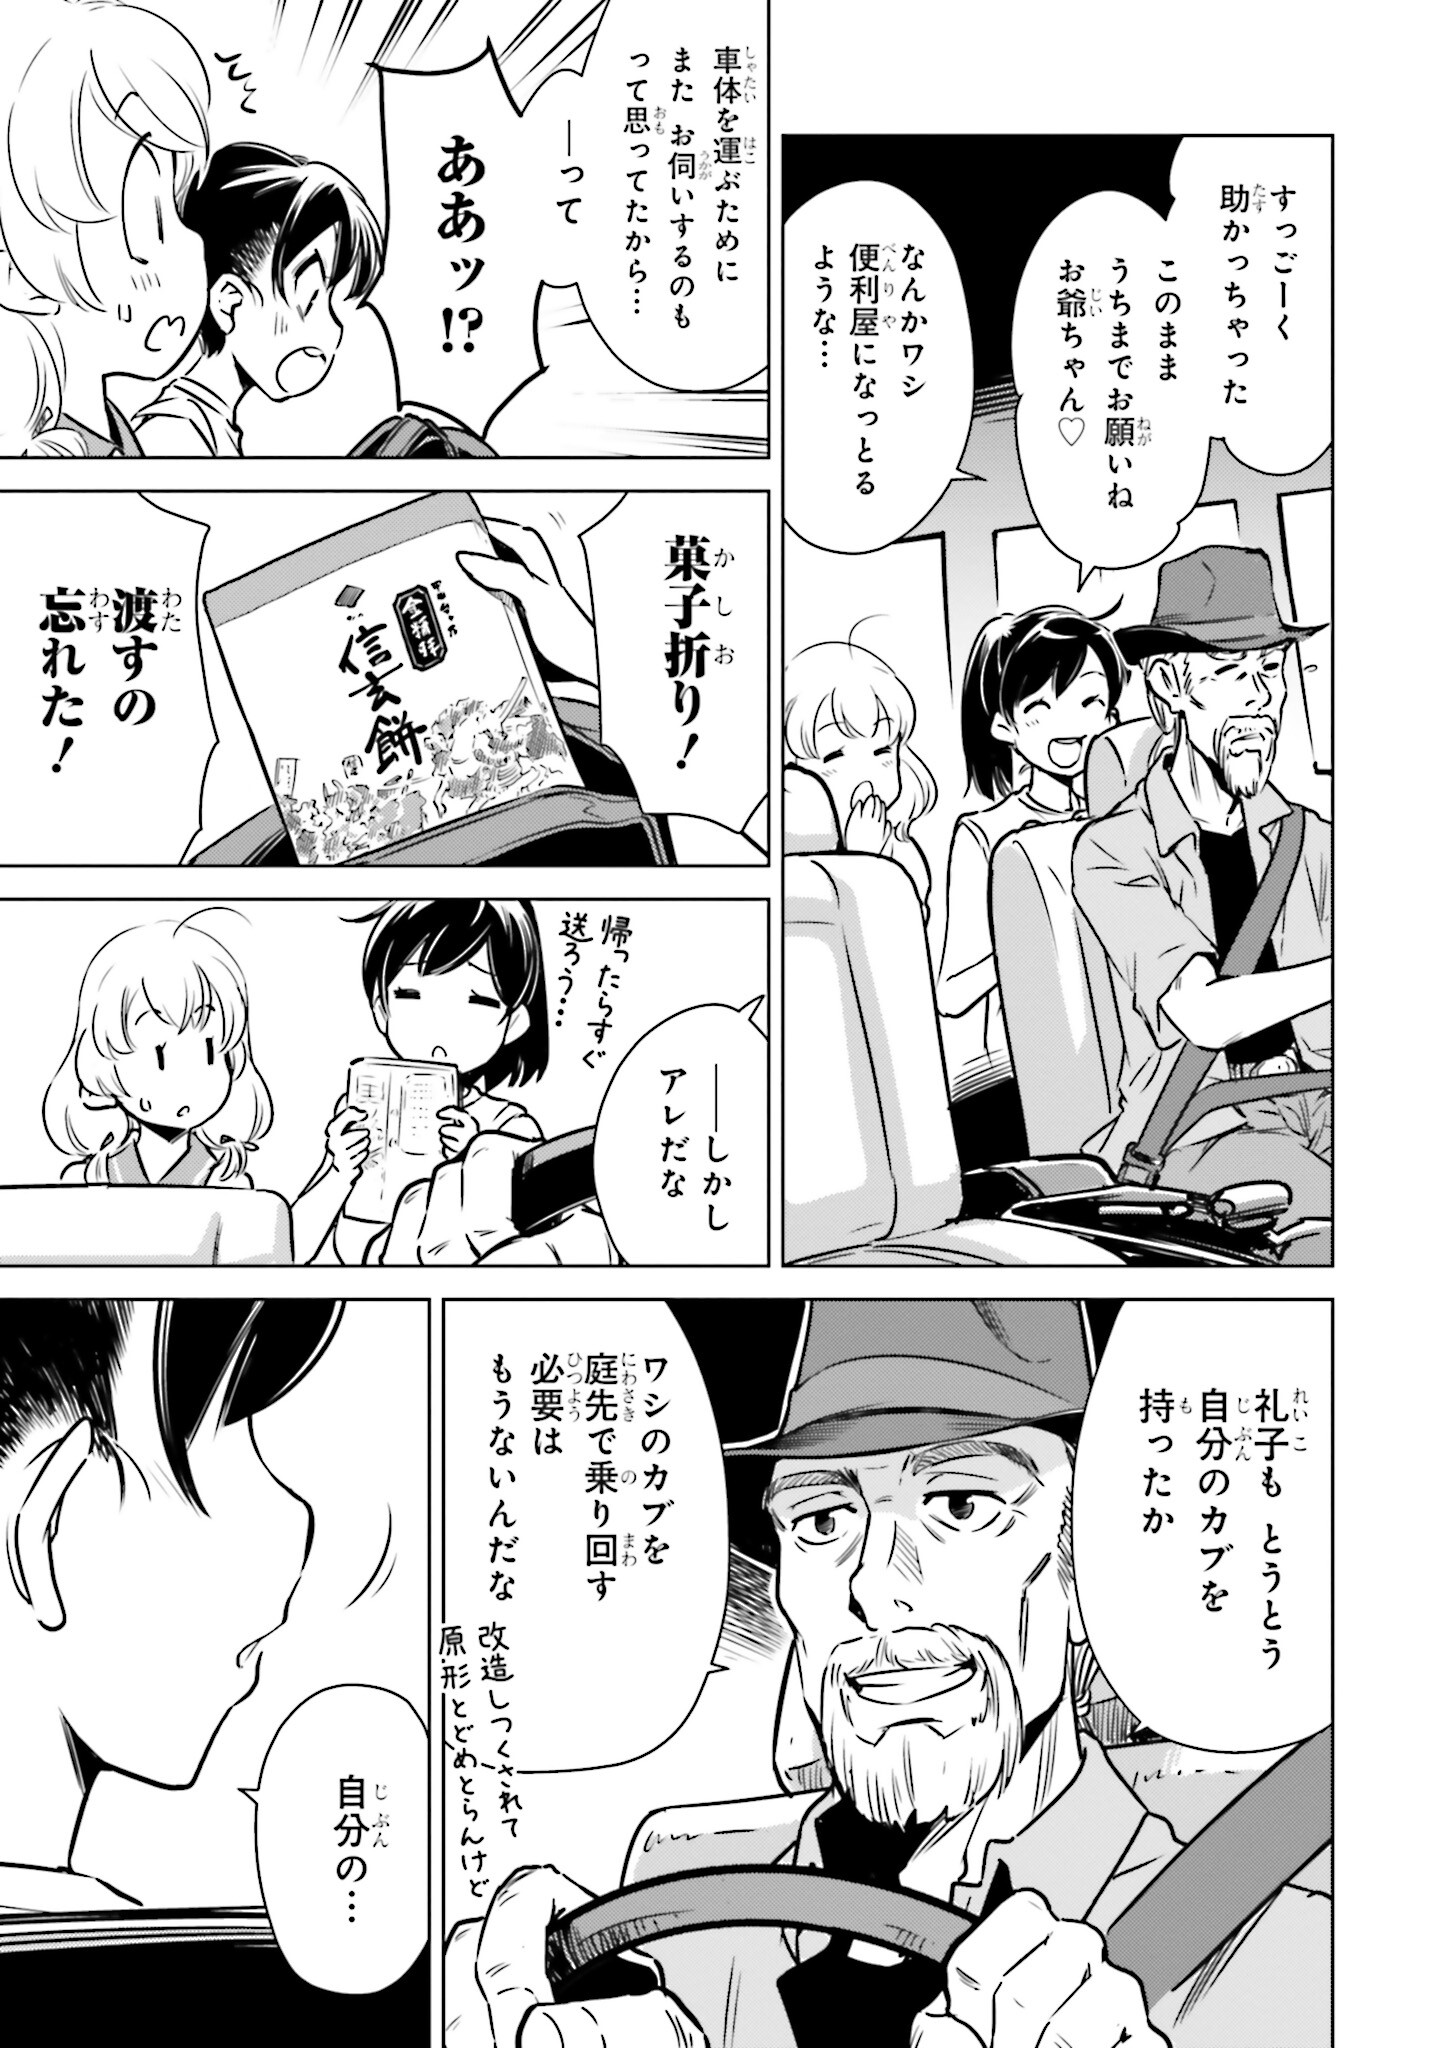 すっごーく
助かっちゃった
このまま
うちまでお願いね
お爺ちゃん♡
なんかワシ
便利屋になっとる
ような…
車体を運ぶために
また お伺いするのも
って思ってたから…
―って
ああッ!?
菓子折り！
信玄餅
渡すの
忘れた！
帰ったらすぐ
送ろう…
―しかし
アレだな
礼子も とうとう
自分のカブを
持ったか
ワシのカブを
庭先で乗り回す
必要は
もうないんだな
改造しつくされて
原形とどめとらんけど
自分の…